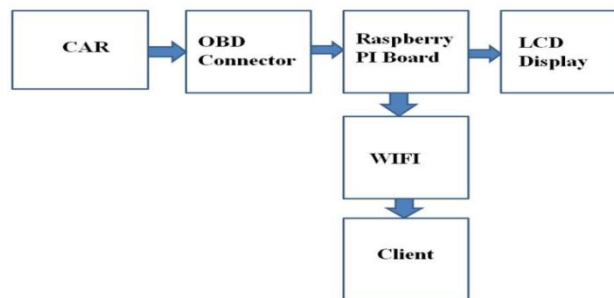 CAR
OBD
Connector
Raspberry
PI Board
LCD
Display
WIFI
Client